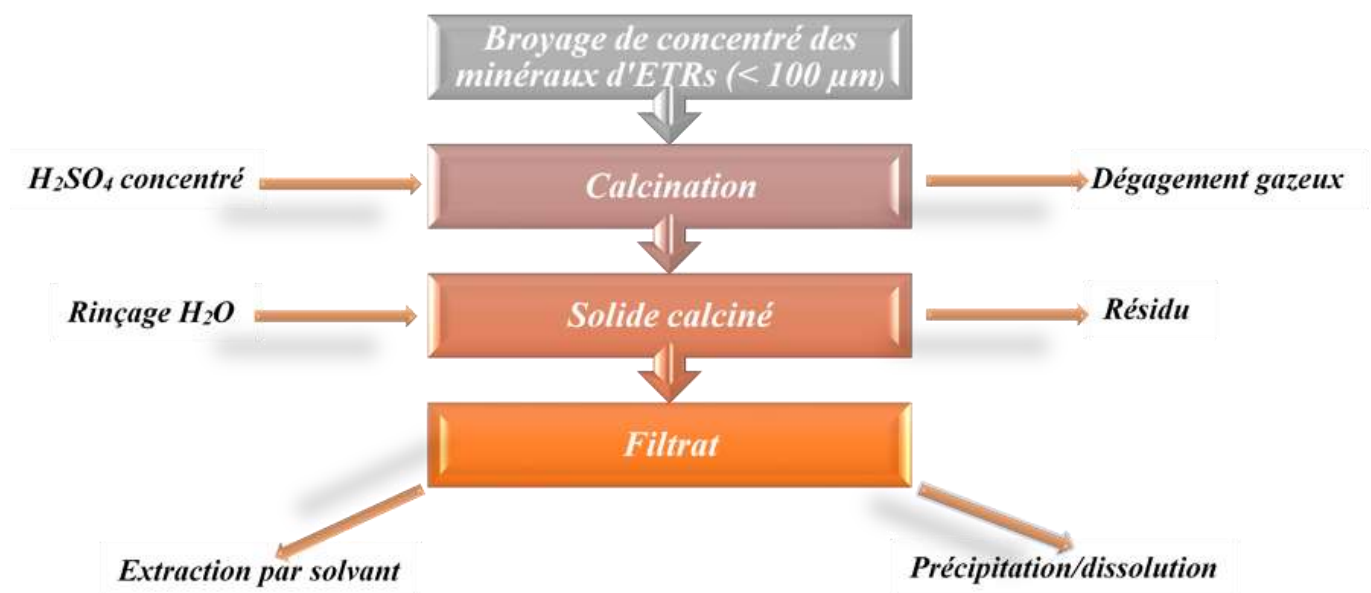 Broyage de concentré des
minéraux d'ETRs (< 100 µm)
H₂SO₄ concentré
Calcination
Dégagement gazeux
Rinçage H₂O
Solide calciné
Résidu
Filtrat
Extraction par solvant
Précipitation/dissolution